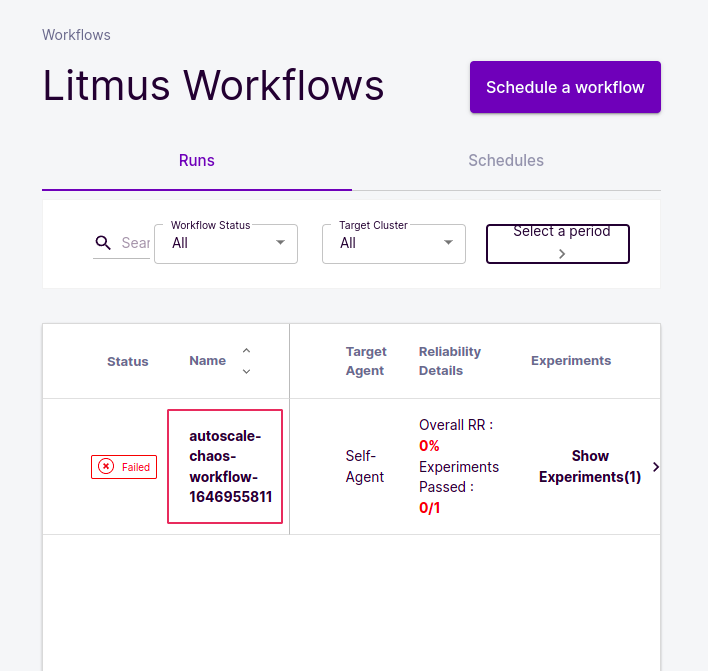 Workflows
Litmus Workflows
Schedule a workflow
Runs
Schedules
Sear
Workflow Status
All
Target Cluster
All
Select a period
Status
Name
Target
Agent
Reliability
Details
Experiments
Failed
autoscale-
chaos-
workflow-
1646955811
Self-
Agent
Overall RR :
0%
Experiments
Passed :
0/1
Show
Experiments(1)